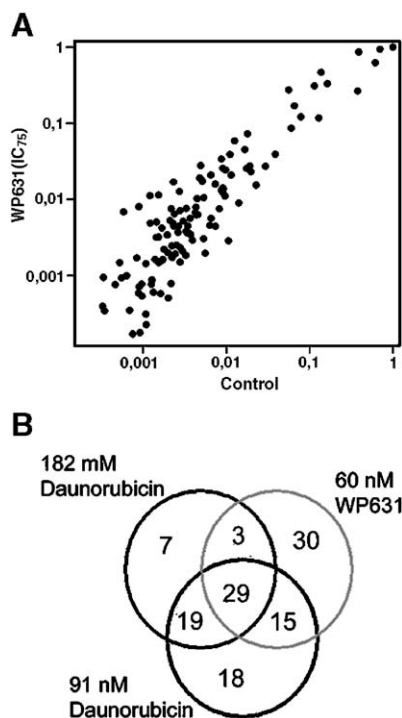 A
WP631(IC75)
1
0,1
0,01
0,001
0,001
0,01
0,1
1
Control
B
182 mM
Daunorubicin
60 nM
WP631
7
3
30
29
19
15
18
91 nM
Daunorubicin